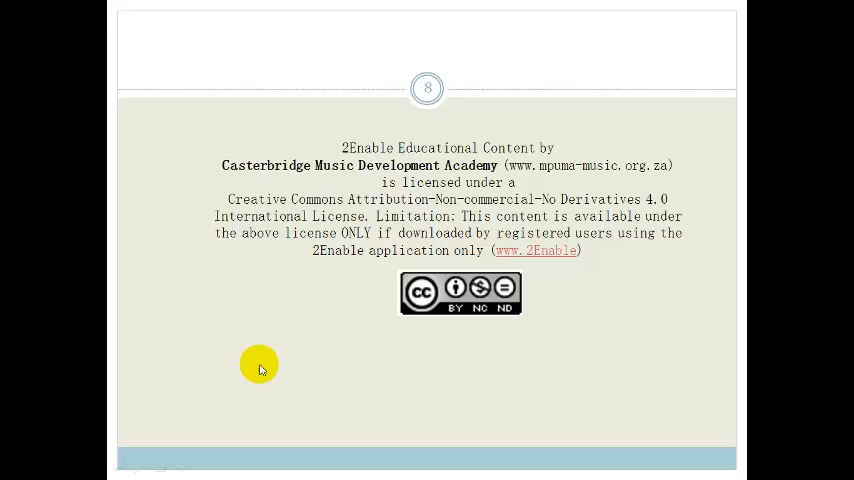 8
2Enable Educational Content by
Casterbridge Music Development Academy (www.mpuma-music.org.za)
is licensed under a
Creative Commons Attribution-Non-commercial-No Derivatives 4.0
International License. Limitation: This content is available under
the above license ONLY if downloaded by registered users using the
2Enable application only (www.2Enable)
cc
BY NC ND